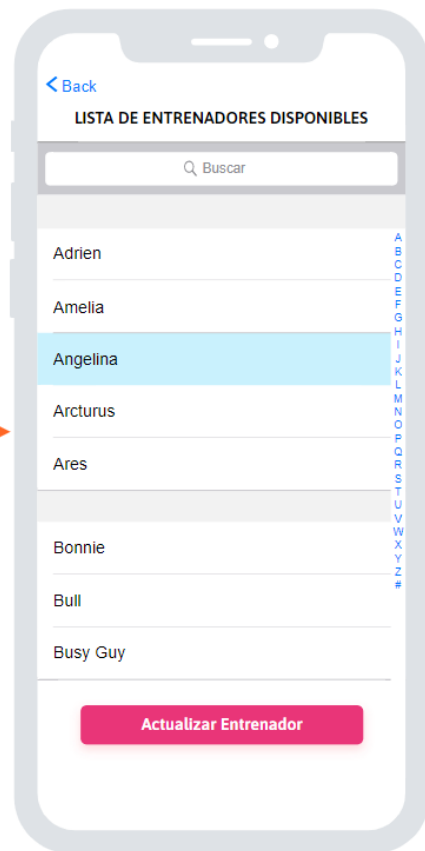 Back
LISTA DE ENTRENADORES DISPONIBLES
Buscar
Adrien
Amelia
Angelina
Arcturus
Ares
Bonnie
Bull
Busy Guy
A
B
C
D
E
F
G
H
I
J
K
L
M
N
O
P
Q
R
S
T
U
V
W
X
Y
Z
#
Actualizar Entrenador